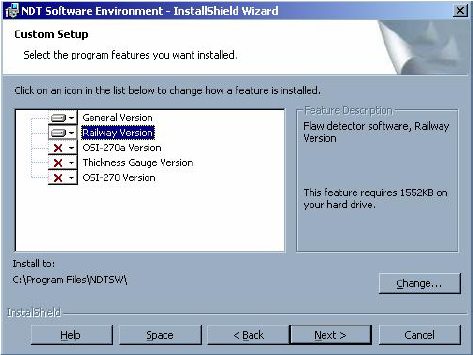 NDT Software Environment - InstallShield Wizard
Custom Setup
Select the program features you want installed.
Click on an icon in the list below to change how a feature is installed.
General Version
Railway Version
OSI-270a Version
Thickness Gauge Version
OSI-270 Version
Feature Description
Flaw detector software, Railway
Version
This feature requires 1552KB on
your hard drive.
Install to:
C:\Program Files\NDTSW\
Change...
InstallShield
Help
Space
< Back
Next >
Cancel